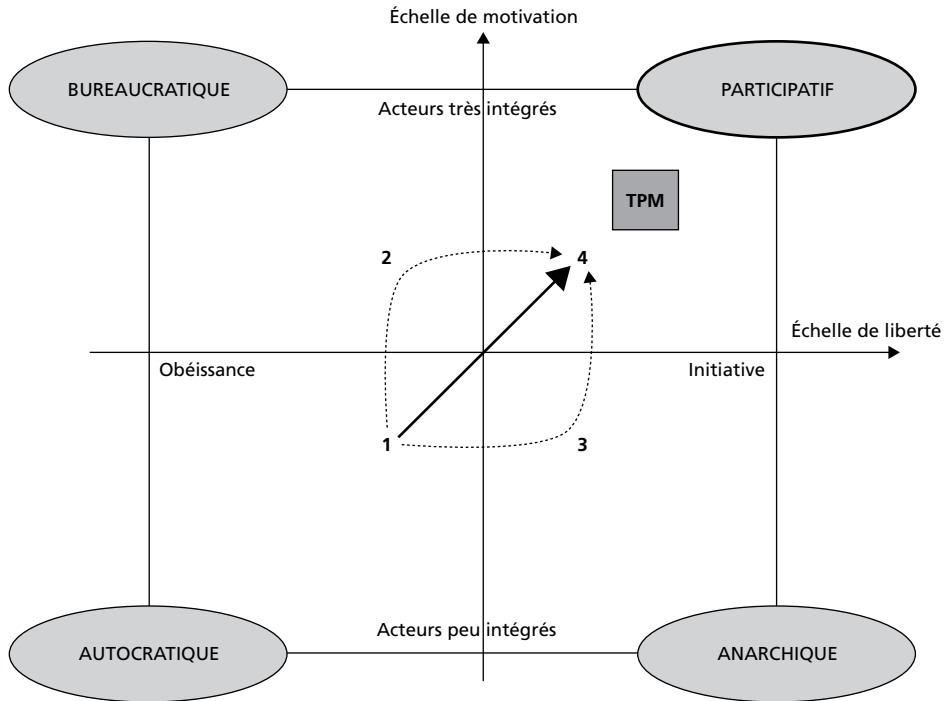 Échelle de motivation
BUREAUCRATIQUE
PARTICIPATIF
Acteurs très intégrés
TPM
2
4
Échelle de liberté
Obéissance
Initiative
1
3
Acteurs peu intégrés
AUTOCRATIQUE
ANARCHIQUE